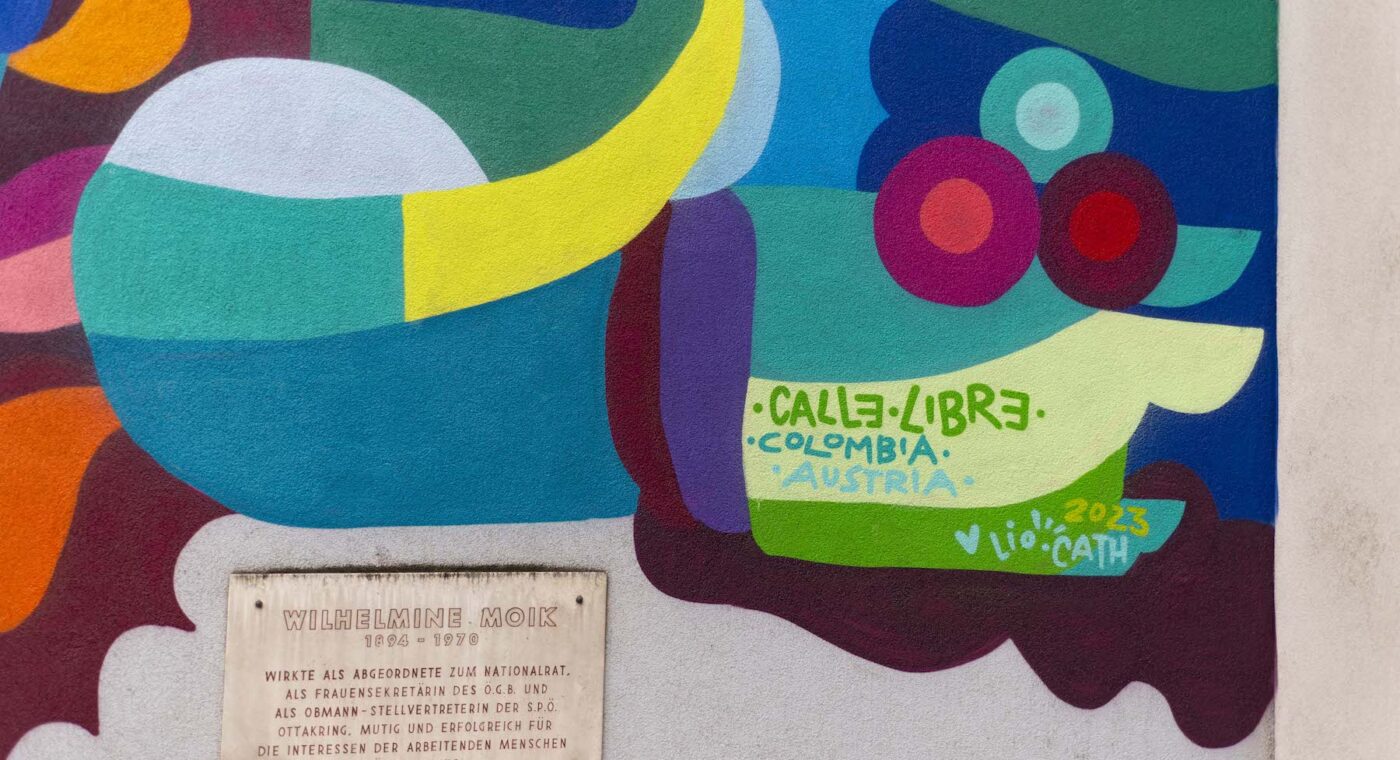 ·CALLE·LIBRE·
·COLOMBIA·
·AUSTRIA·
2023
LIO·CATH
WILHELMINE MOIK
1894 - 1970
WIRKTE ALS ABGEORDNETE ZUM NATIONALRAT,
ALS FRAUENSEKRETÄRIN DES Ö.G.B. UND
ALS OBMANN-STELLVERTRETERIN DER S.P.Ö.
OTTAKRING, MUTIG UND ERFOLGREICH FÜR
DIE INTERESSEN DER ARBEITENDEN MENSCHEN